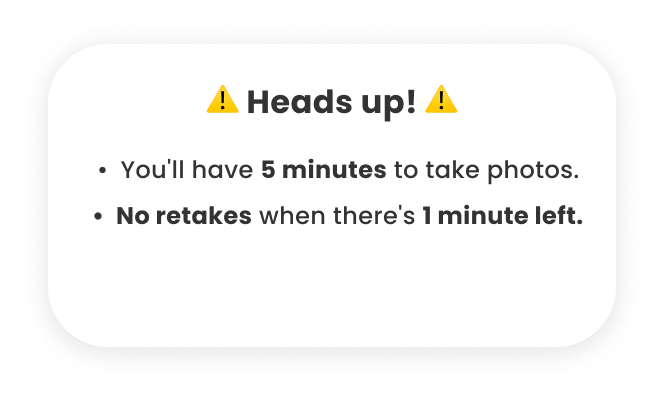 ⚠️ Heads up! ⚠️
• You'll have 5 minutes to take photos.
• No retakes when there's 1 minute left.